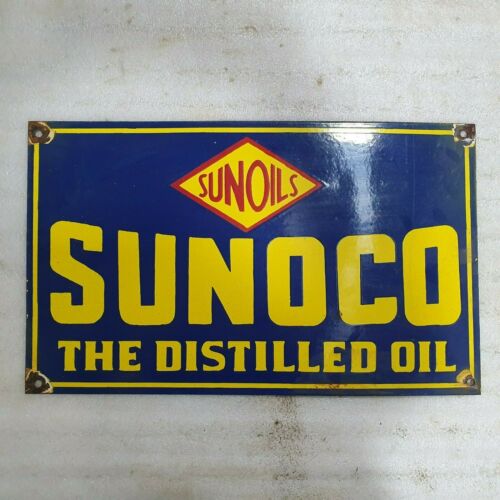 SUNOILS
SUNOCO
THE DISTILLED OIL